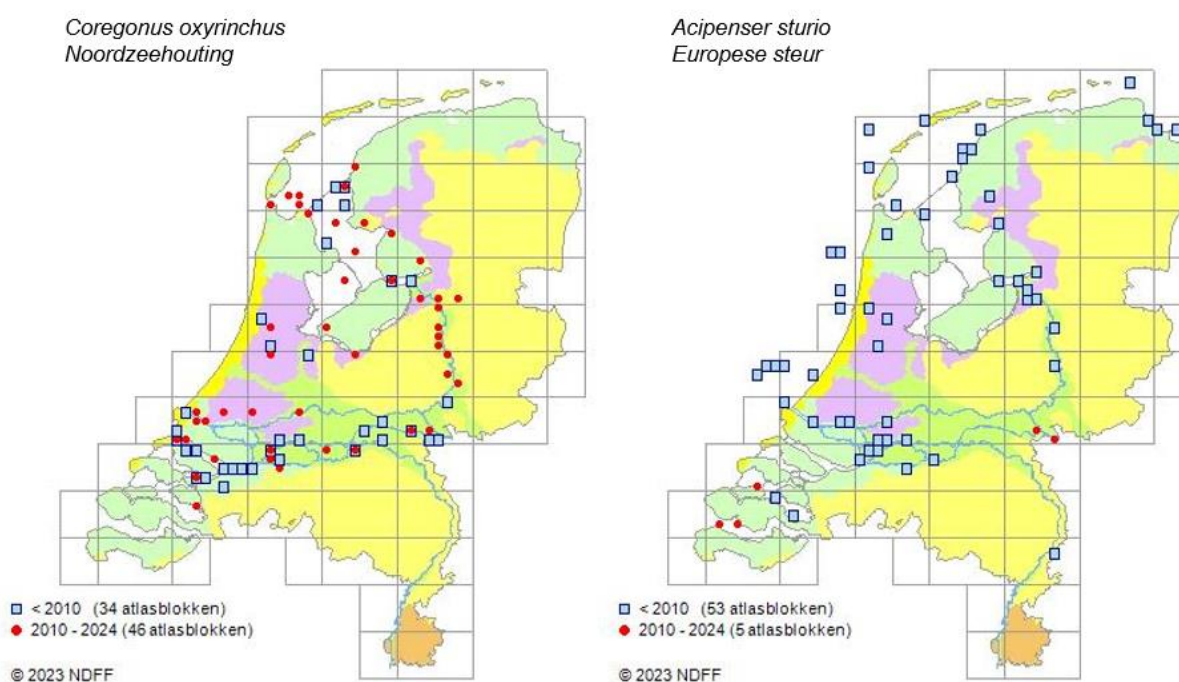 Coregonus oxyrinchus
Noordzeehouting
< 2010 (34 atlasblokken)
2010 - 2024 (46 atlasblokken)
© 2023 NDFF
Acipenser sturio
Europese steur
< 2010 (53 atlasblokken)
2010 - 2024 (5 atlasblokken)
© 2023 NDFF